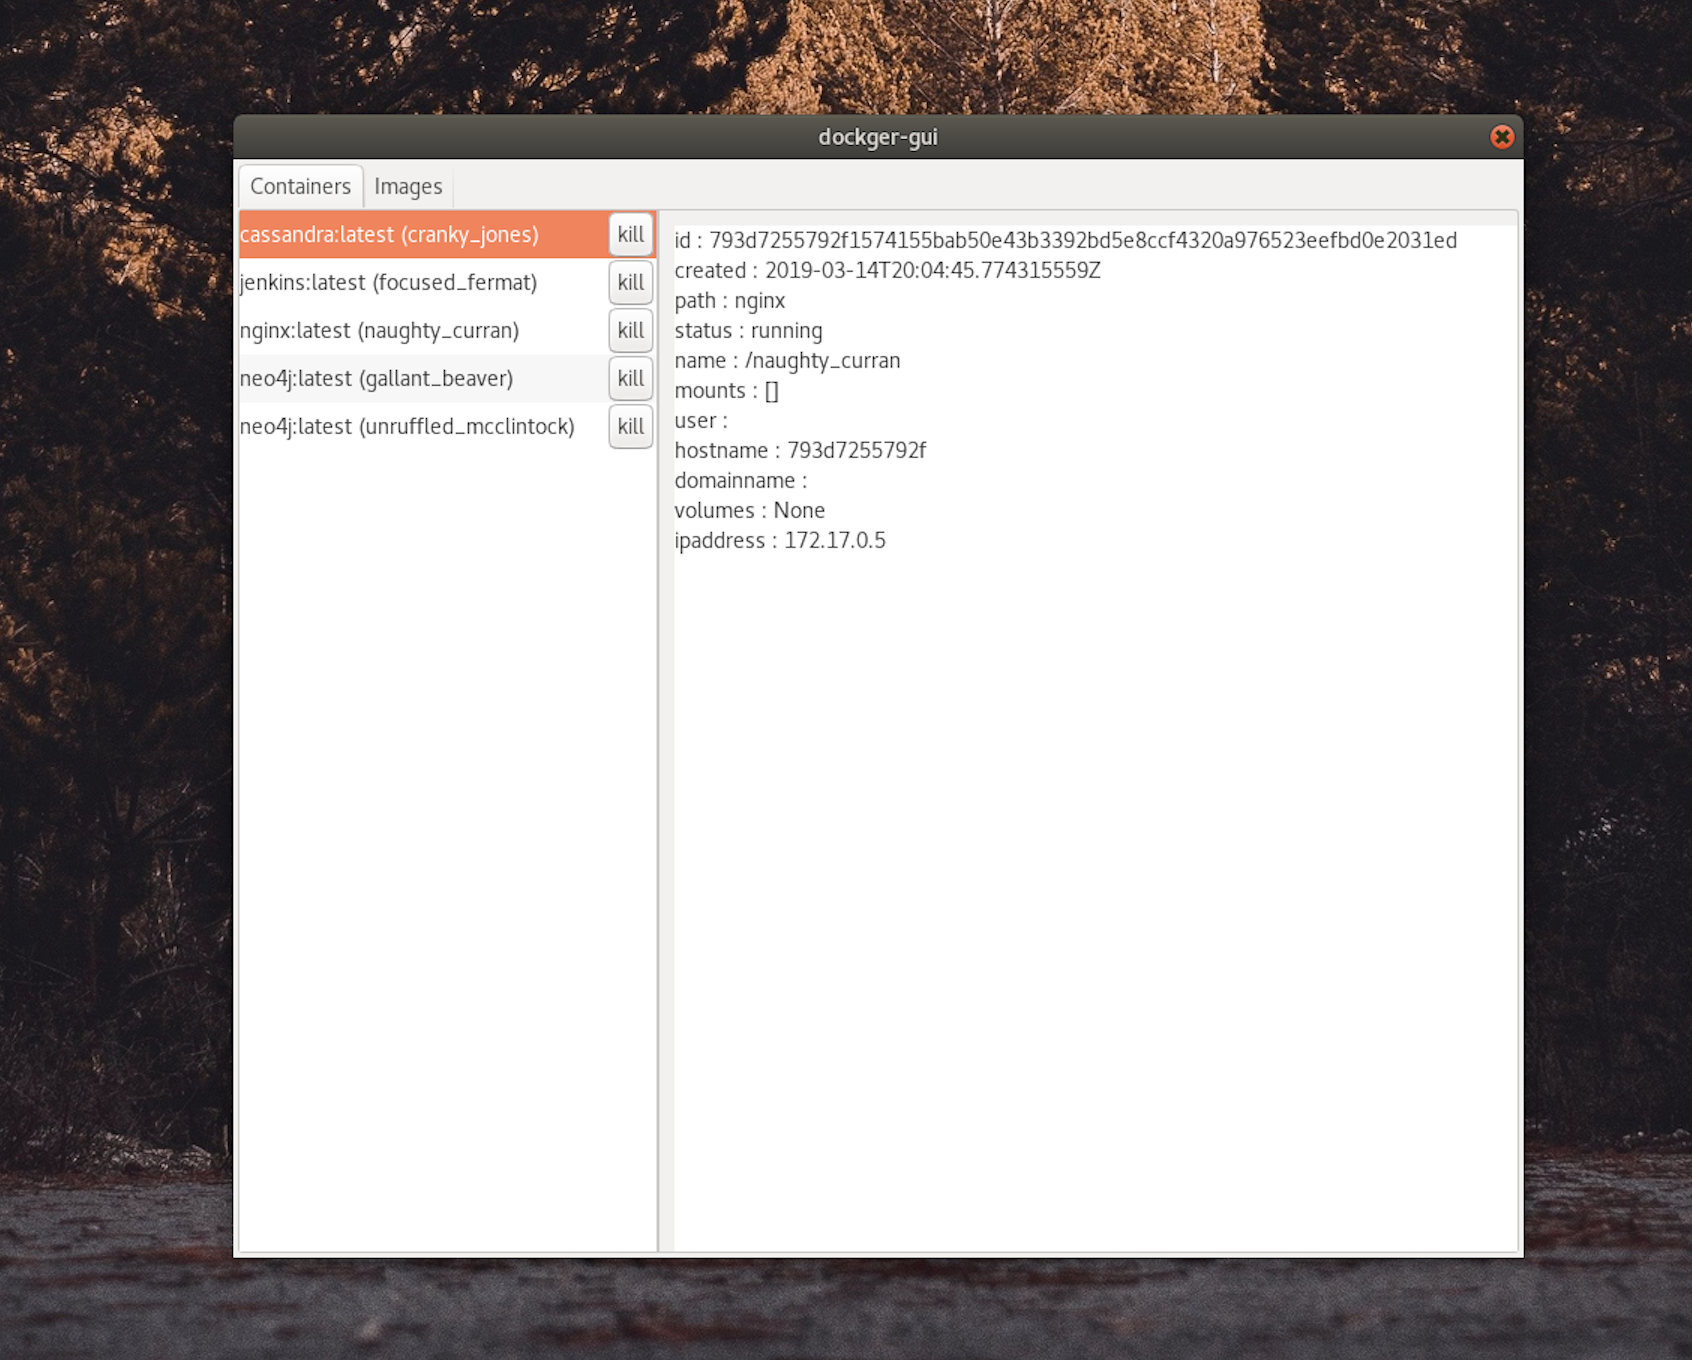 dockger-gui
Containers Images
cassandra:latest (cranky_jones) kill
jenkins:latest (focused_fermat) kill
nginx:latest (naughty_curran) kill
neo4j:latest (gallant_beaver) kill
neo4j:latest (unruffled_mcclintock) kill
id : 793d7255792f1574155bab50e43b3392bd5e8ccf4320a976523eefbd0e2031ed
created : 2019-03-14T20:04:45.774315559Z
path : nginx
status : running
name : /naughty_curran
mounts : []
user :
hostname : 793d7255792f
domainname :
volumes : None
ipaddress : 172.17.0.5